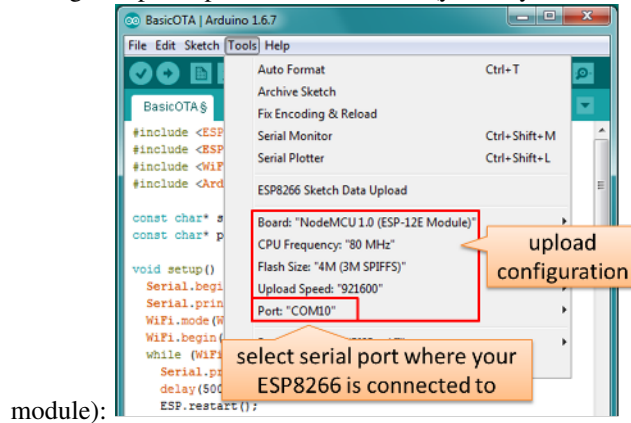 BasicOTA | Arduino 1.6.7
File Edit Sketch Tools Help
Auto Format Ctrl+T
Archive Sketch
BasicOTA §
Fix Encoding & Reload
#include <ESP
Serial Monitor Ctrl+Shift+M
#include <ESP
Serial Plotter Ctrl+Shift+L
#include <WiF
#include <Ard
ESP8266 Sketch Data Upload
const char* s
Board: "NodeMCU 1.0 (ESP-12E Module)"
const char* p
CPU Frequency: "80 MHz"
upload
configuration
Flash Size: "4M (3M SPIFFS)"
void setup()
Upload Speed: "921600"
Serial.begi
Port: "COM10"
Serial.prin
WiFi.mode(W
WiFi.begin(
while (WiFi
select serial port where your
ESP8266 is connected to
Serial.pr
delay(500
ESP.restart();
module):